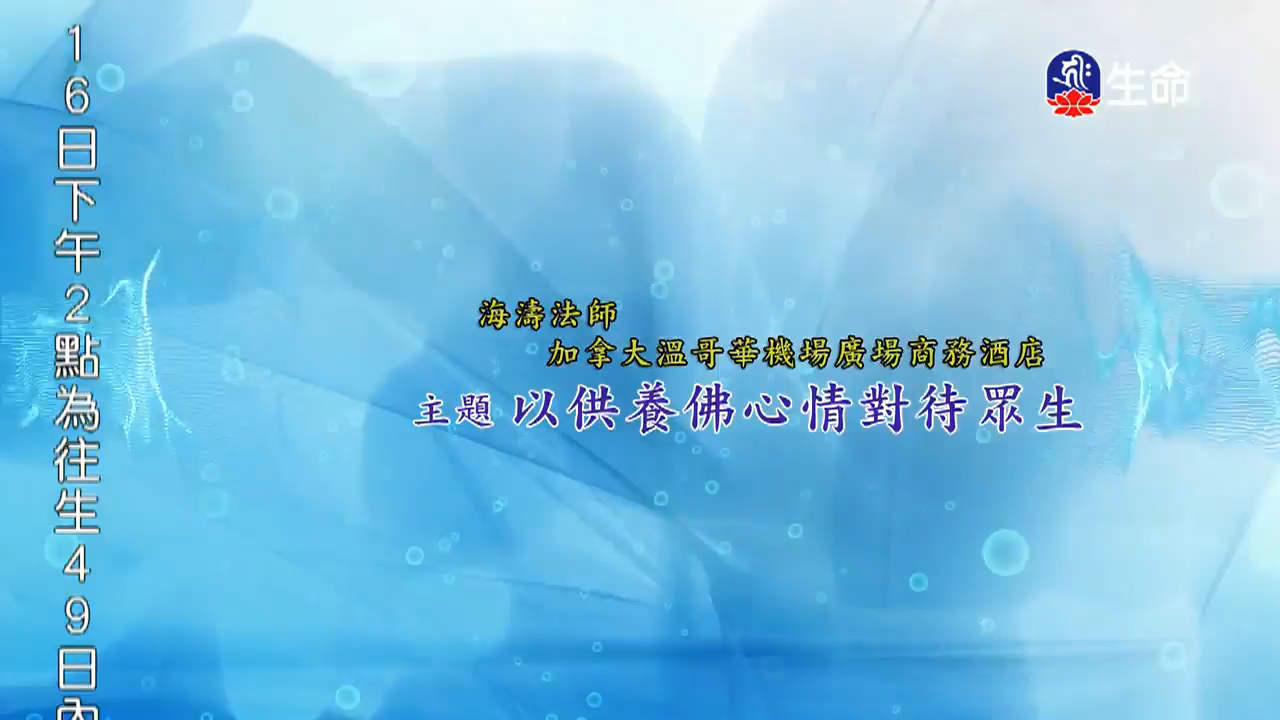 生命
16日下午2點為往生49日內
海濤法師
加拿大溫哥華機場廣場商務酒店
主題 以供養佛心情對待眾生